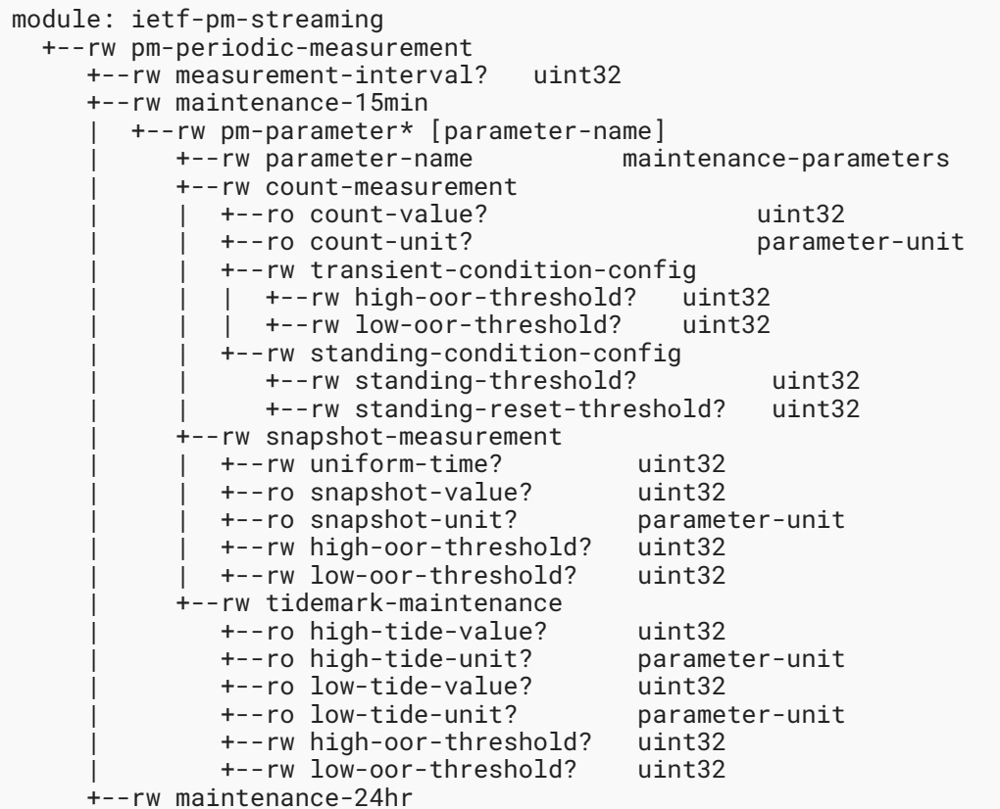 module: ietf-pm-streaming
  +--rw pm-periodic-measurement
     +--rw measurement-interval?   uint32
     +--rw maintenance-15min
     |  +--rw pm-parameter* [parameter-name]
     |     +--rw parameter-name          maintenance-parameters
     |     +--rw count-measurement
     |     |  +--ro count-value?                   uint32
     |     |  +--ro count-unit?                    parameter-unit
     |     |  +--rw transient-condition-config
     |     |  |  +--rw high-oor-threshold?   uint32
     |     |  |  +--rw low-oor-threshold?    uint32
     |     |  +--rw standing-condition-config
     |     |     +--rw standing-threshold?         uint32
     |     |     +--rw standing-reset-threshold?   uint32
     |     +--rw snapshot-measurement
     |     |  +--rw uniform-time?         uint32
     |     |  +--ro snapshot-value?       uint32
     |     |  +--ro snapshot-unit?        parameter-unit
     |     |  +--rw high-oor-threshold?   uint32
     |     |  +--rw low-oor-threshold?    uint32
     |     +--rw tidemark-maintenance
     |        +--ro high-tide-value?      uint32
     |        +--ro high-tide-unit?       parameter-unit
     |        +--ro low-tide-value?       uint32
     |        +--ro low-tide-unit?        parameter-unit
     |        +--rw high-oor-threshold?   uint32
     |        +--rw low-oor-threshold?    uint32
     +--rw maintenance-24hr